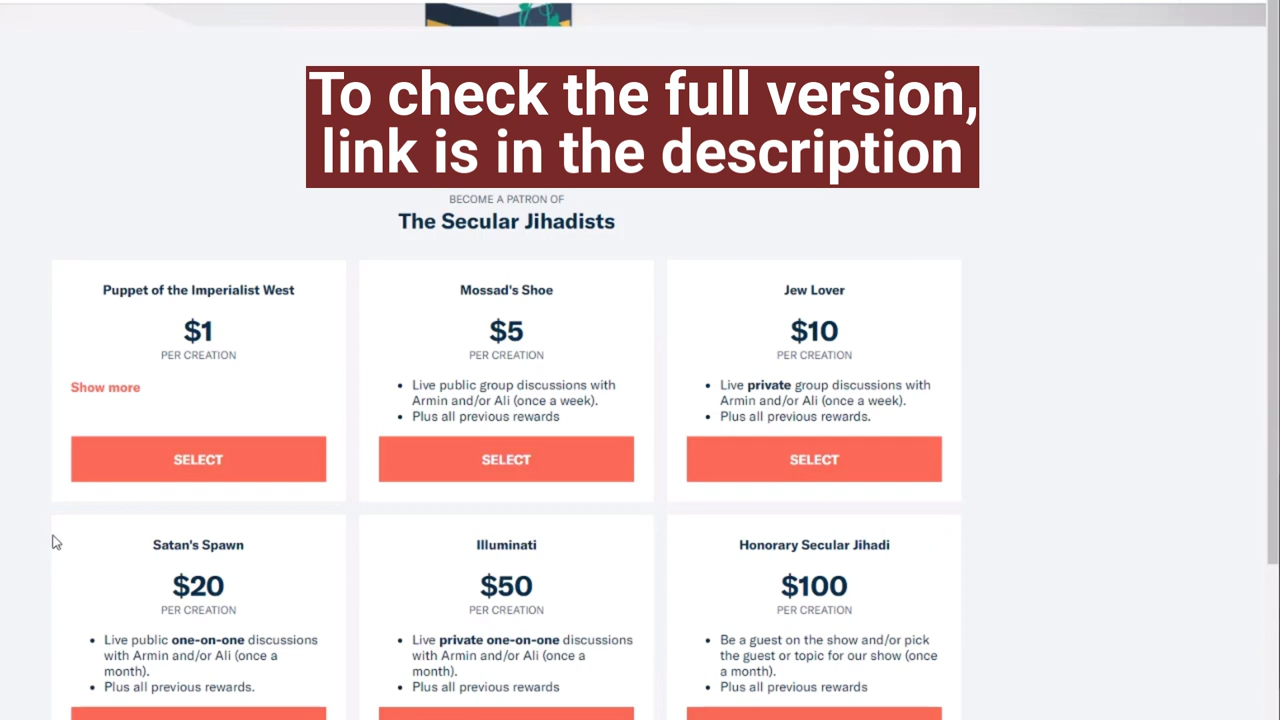 To check the full version,
link is in the description
BECOME A PATRON OF
The Secular Jihadists
Puppet of the Imperialist West
$1
PER CREATION
Show more
SELECT
Mossad's Shoe
$5
PER CREATION
• Live public group discussions with
Armin and/or Ali (once a week).
• Plus all previous rewards
SELECT
Jew Lover
$10
PER CREATION
• Live private group discussions with
Armin and/or Ali (once a week).
• Plus all previous rewards.
SELECT
Satan's Spawn
$20
PER CREATION
• Live public one-on-one discussions
with Armin and/or Ali (once a
month).
• Plus all previous rewards.
Illuminati
$50
PER CREATION
• Live private one-on-one discussions
with Armin and/or Ali (once a
month).
• Plus all previous rewards
Honorary Secular Jihadi
$100
PER CREATION
• Be a guest on the show and/or pick
the guest or topic for our show (once
a month).
• Plus all previous rewards